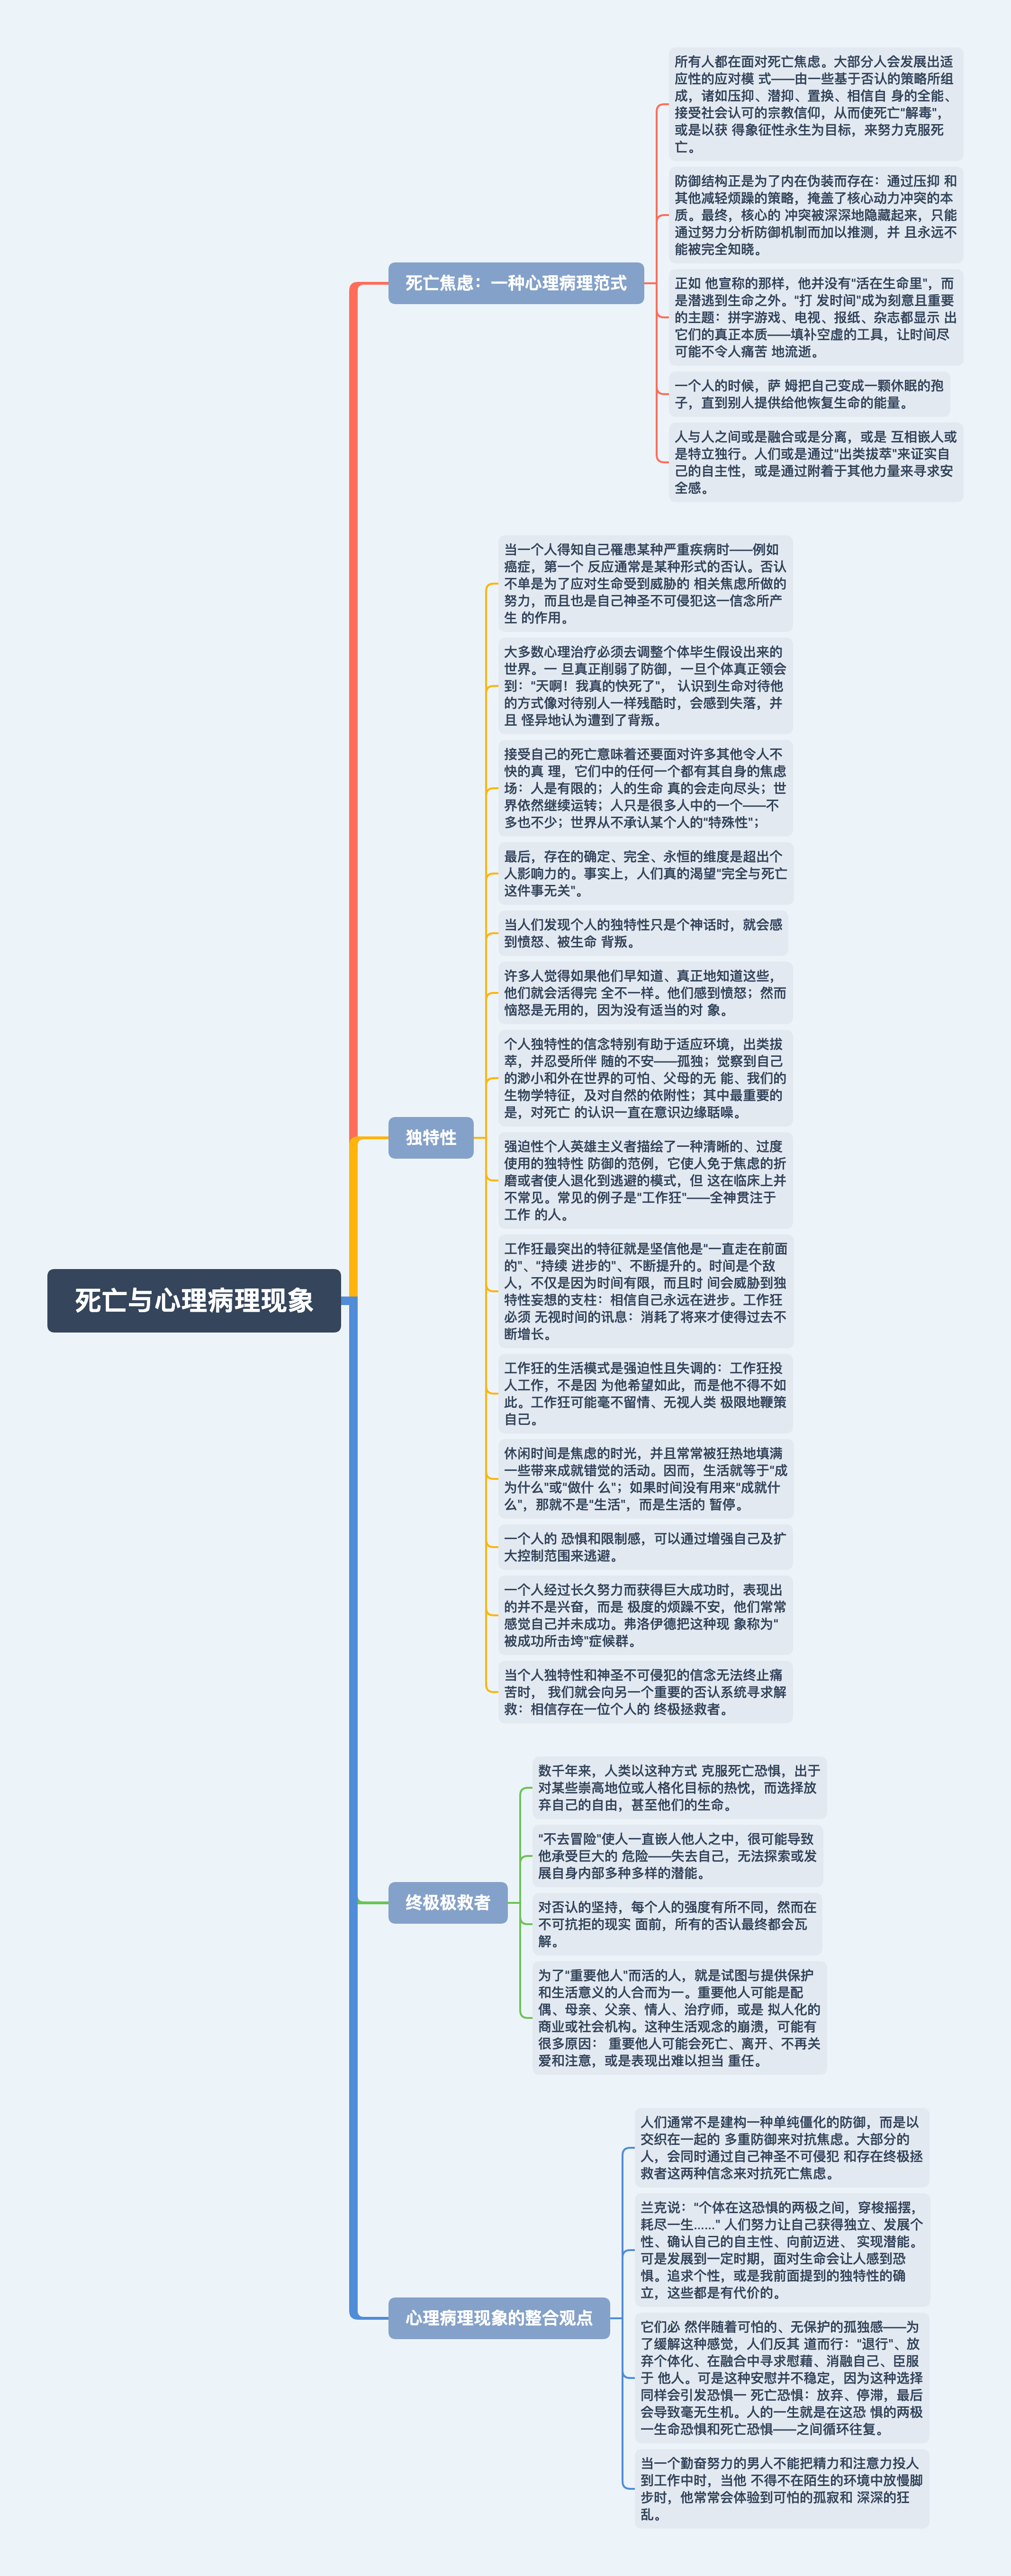 死亡与心理病理现象
死亡焦虑：一种心理病理范式
所有人都在面对死亡焦虑。大部分人会发展出适
应性的应对模 式——由一些基于否认的策略所组
成，诸如压抑、潜抑、置换、相信自 身的全能、
接受社会认可的宗教信仰，从而使死亡"解毒"，
或是以获 得象征性永生为目标，来努力克服死
亡。
防御结构正是为了内在伪装而存在：通过压抑 和
其他减轻烦躁的策略，掩盖了核心动力冲突的本
质。最终，核心的 冲突被深深地隐藏起来，只能
通过努力分析防御机制而加以推测，并 且永远不
能被完全知晓。
正如 他宣称的那样，他并没有"活在生命里"，而
是潜逃到生命之外。"打 发时间"成为刻意且重要
的主题：拼字游戏、电视、报纸、杂志都显示 出
它们的真正本质——填补空虚的工具，让时间尽
可能不令人痛苦 地流逝。
一个人的时候，萨 姆把自己变成一颗休眠的孢
子，直到别人提供给他恢复生命的能量。
人与人之间或是融合或是分离，或是 互相嵌人或
是特立独行。人们或是通过"出类拔萃"来证实自
己的自主性，或是通过附着于其他力量来寻求安
全感。
独特性
当一个人得知自己罹患某种严重疾病时——例如
癌症，第一个 反应通常是某种形式的否认。否认
不单是为了应对生命受到威胁的 相关焦虑所做的
努力，而且也是自己神圣不可侵犯这一信念所产
生 的作用。
大多数心理治疗必须去调整个体毕生假设出来的
世界。一 旦真正削弱了防御，一旦个体真正领会
到："天啊！我真的快死了"， 认识到生命对待他
的方式像对待别人一样残酷时，会感到失落，并
且 怪异地认为遭到了背叛。
接受自己的死亡意味着还要面对许多其他令人不
快的真 理，它们中的任何一个都有其自身的焦虑
场：人是有限的；人的生命 真的会走向尽头；世
界依然继续运转；人只是很多人中的一个——不
多也不少；世界从不承认某个人的"特殊性"；
最后，存在的确定、完全、永恒的维度是超出个
人影响力的。事实上，人们真的渴望"完全与死亡
这件事无关"。
当人们发现个人的独特性只是个神话时，就会感
到愤怒、被生命 背叛。
许多人觉得如果他们早知道、真正地知道这些，
他们就会活得完 全不一样。他们感到愤怒；然而
恼怒是无用的，因为没有适当的对 象。
个人独特性的信念特别有助于适应环境，出类拔
萃，并忍受所伴 随的不安——孤独；觉察到自己
的渺小和外在世界的可怕、父母的无 能、我们的
生物学特征，及对自然的依附性；其中最重要的
是，对死亡 的认识一直在意识边缘聒噪。
强迫性个人英雄主义者描绘了一种清晰的、过度
使用的独特性 防御的范例，它使人免于焦虑的折
磨或者使人退化到逃避的模式，但 这在临床上并
不常见。常见的例子是"工作狂"——全神贯注于
工作 的人。
工作狂最突出的特征就是坚信他是"一直走在前面
的"、"持续 进步的"、不断提升的。时间是个敌
人，不仅是因为时间有限，而且时 间会威胁到独
特性妄想的支柱：相信自己永远在进步。工作狂
必须 无视时间的讯息：消耗了将来才使得过去不
断增长。
工作狂的生活模式是强迫性且失调的：工作狂投
人工作，不是因 为他希望如此，而是他不得不如
此。工作狂可能毫不留情、无视人类 极限地鞭策
自己。
休闲时间是焦虑的时光，并且常常被狂热地填满
一些带来成就错觉的活动。因而，生活就等于"成
为什么"或"做什 么"；如果时间没有用来"成就什
么"，那就不是"生活"，而是生活的 暂停。
一个人的 恐惧和限制感，可以通过增强自己及扩
大控制范围来逃避。
一个人经过长久努力而获得巨大成功时，表现出
的并不是兴奋，而是 极度的烦躁不安，他们常常
感觉自己并未成功。弗洛伊德把这种现 象称为"
被成功所击垮"症候群。
当个人独特性和神圣不可侵犯的信念无法终止痛
苦时， 我们就会向另一个重要的否认系统寻求解
救：相信存在一位个人的 终极拯救者。
终极极救者
数千年来，人类以这种方式 克服死亡恐惧，出于
对某些崇高地位或人格化目标的热忱，而选择放
弃自己的自由，甚至他们的生命。
"不去冒险"使人一直嵌人他人之中，很可能导致
他承受巨大的 危险——失去自己，无法探索或发
展自身内部多种多样的潜能。
对否认的坚持，每个人的强度有所不同，然而在
不可抗拒的现实 面前，所有的否认最终都会瓦
解。
为了"重要他人"而活的人，就是试图与提供保护
和生活意义的人合而为一。重要他人可能是配
偶、母亲、父亲、情人、治疗师，或是 拟人化的
商业或社会机构。这种生活观念的崩溃，可能有
很多原因： 重要他人可能会死亡、离开、不再关
爱和注意，或是表现出难以担当 重任。
心理病理现象的整合观点
人们通常不是建构一种单纯僵化的防御，而是以
交织在一起的 多重防御来对抗焦虑。大部分的
人，会同时通过自己神圣不可侵犯 和存在终极拯
救者这两种信念来对抗死亡焦虑。
兰克说："个体在这恐惧的两极之间，穿梭摇摆，
耗尽一生……" 人们努力让自己获得独立、发展个
性、确认自己的自主性、向前迈进、 实现潜能。
可是发展到一定时期，面对生命会让人感到恐
惧。追求个性，或是我前面提到的独特性的确
立，这些都是有代价的。
它们必 然伴随着可怕的、无保护的孤独感——为
了缓解这种感觉，人们反其 道而行："退行"、放
弃个体化、在融合中寻求慰藉、消融自己、臣服
于 他人。可是这种安慰并不稳定，因为这种选择
同样会引发恐惧一 死亡恐惧：放弃、停滞，最后
会导致毫无生机。人的一生就是在这恐 惧的两极
一生命恐惧和死亡恐惧——之间循环往复。
当一个勤奋努力的男人不能把精力和注意力投人
到工作中时，当他 不得不在陌生的环境中放慢脚
步时，他常常会体验到可怕的孤寂和 深深的狂
乱。